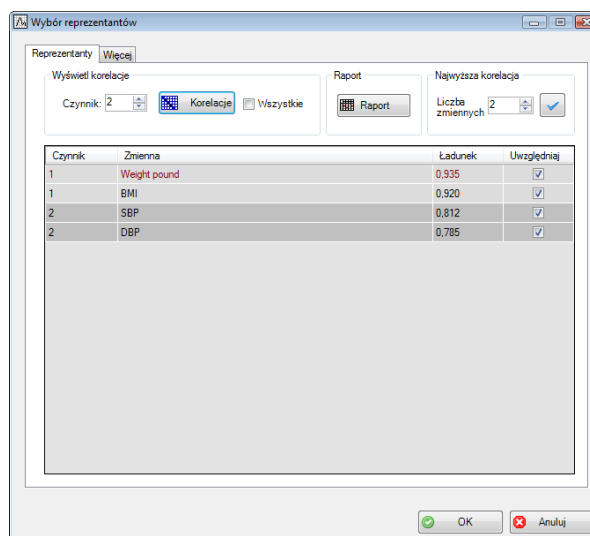 Wybór reprezentantów
Reprezentanty Więcej
Wyświetl korelacje Raport Najwyższa korelacja
Czynnik: 2 Korelacje Wszystkie Raport Liczba zmiennych 2
Czynnik Zmienna Ładunek Uwzględniaj
1 Weight pound 0,935
1 BMI 0,920
2 SBP 0,812
2 DBP 0,785
OK Anuluj